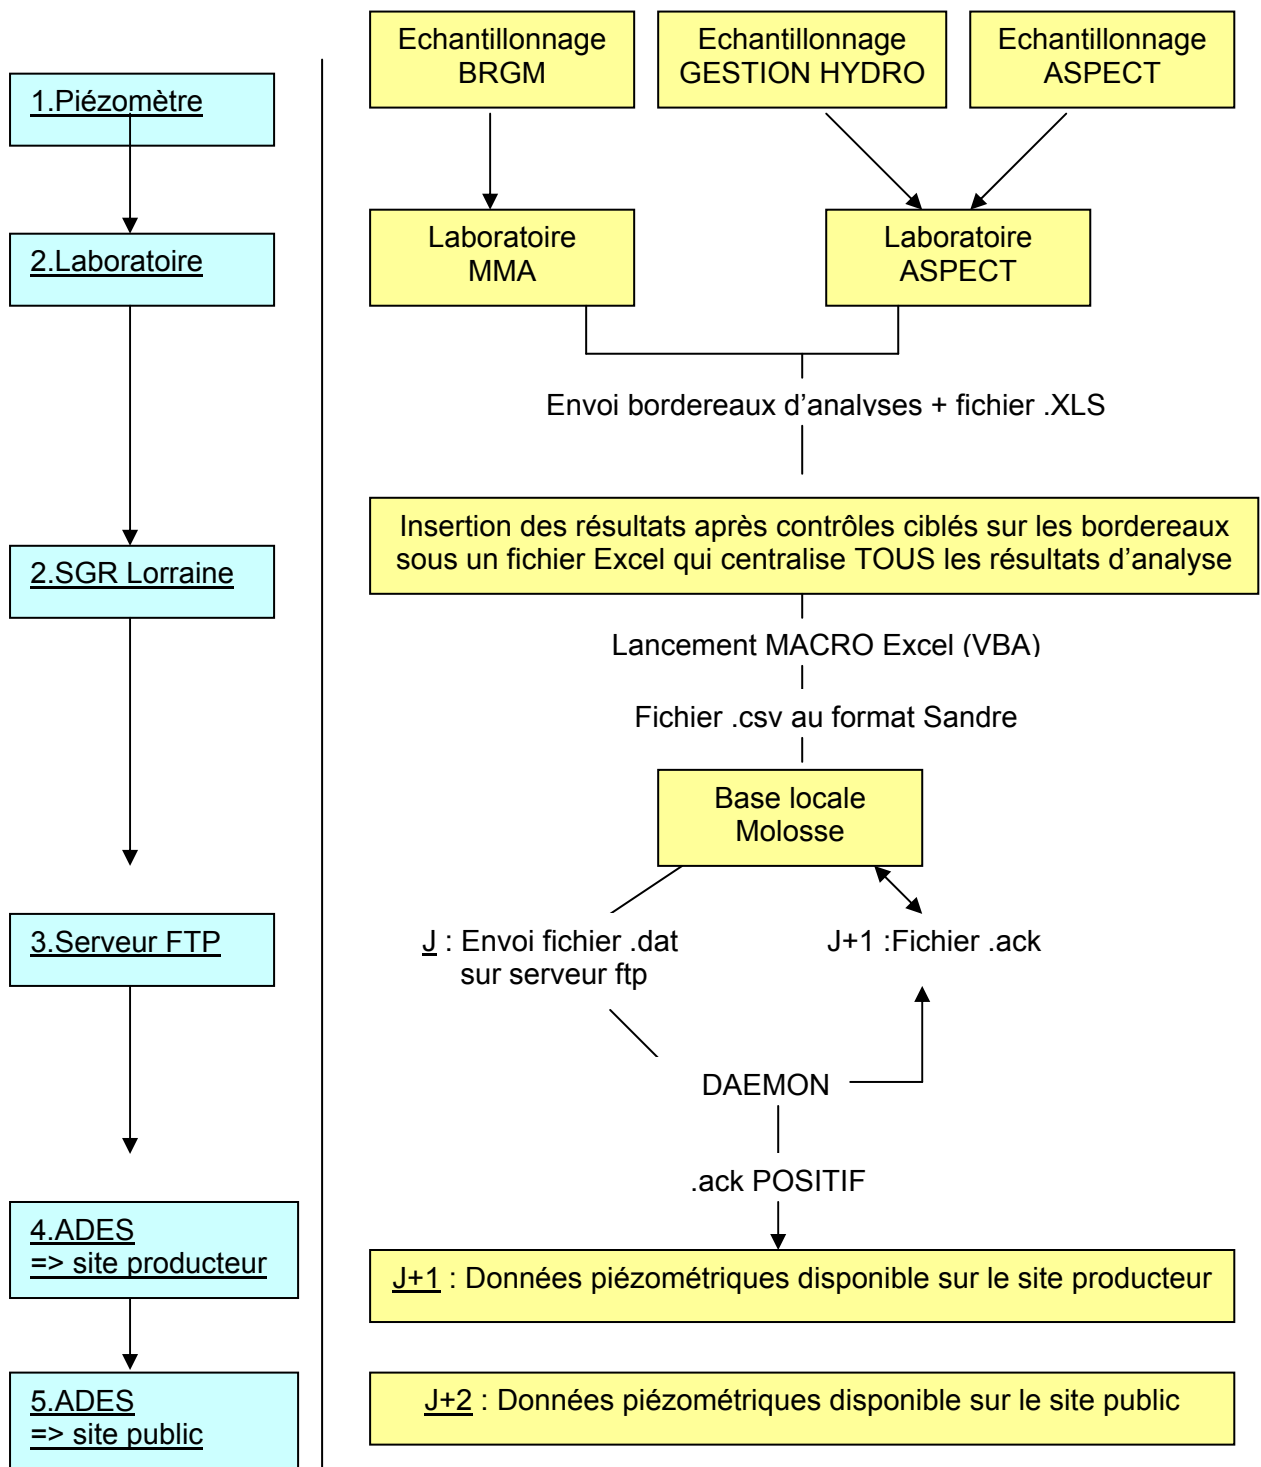 1.Piézomètre
2.Laboratoire
2.SGR Lorraine
3.Serveur FTP
4.ADES
=> site producteur
5.ADES
=> site public
Echantillonnage
BRGM
Echantillonnage
GESTION HYDRO
Echantillonnage
ASPECT
Laboratoire
MMA
Laboratoire
ASPECT
Envoi bordereaux d'analyses + fichier .XLS
Insertion des résultats après contrôles ciblés sur les bordereaux
sous un fichier Excel qui centralise TOUS les résultats d'analyse
Lancement MACRO Excel (VBA)
Fichier .csv au format Sandre
Base locale
Molosse
J : Envoi fichier .dat
sur serveur ftp
J+1 :Fichier .ack
DAEMON
.ack POSITIF
J+1 : Données piézométriques disponible sur le site producteur
J+2 : Données piézométriques disponible sur le site public